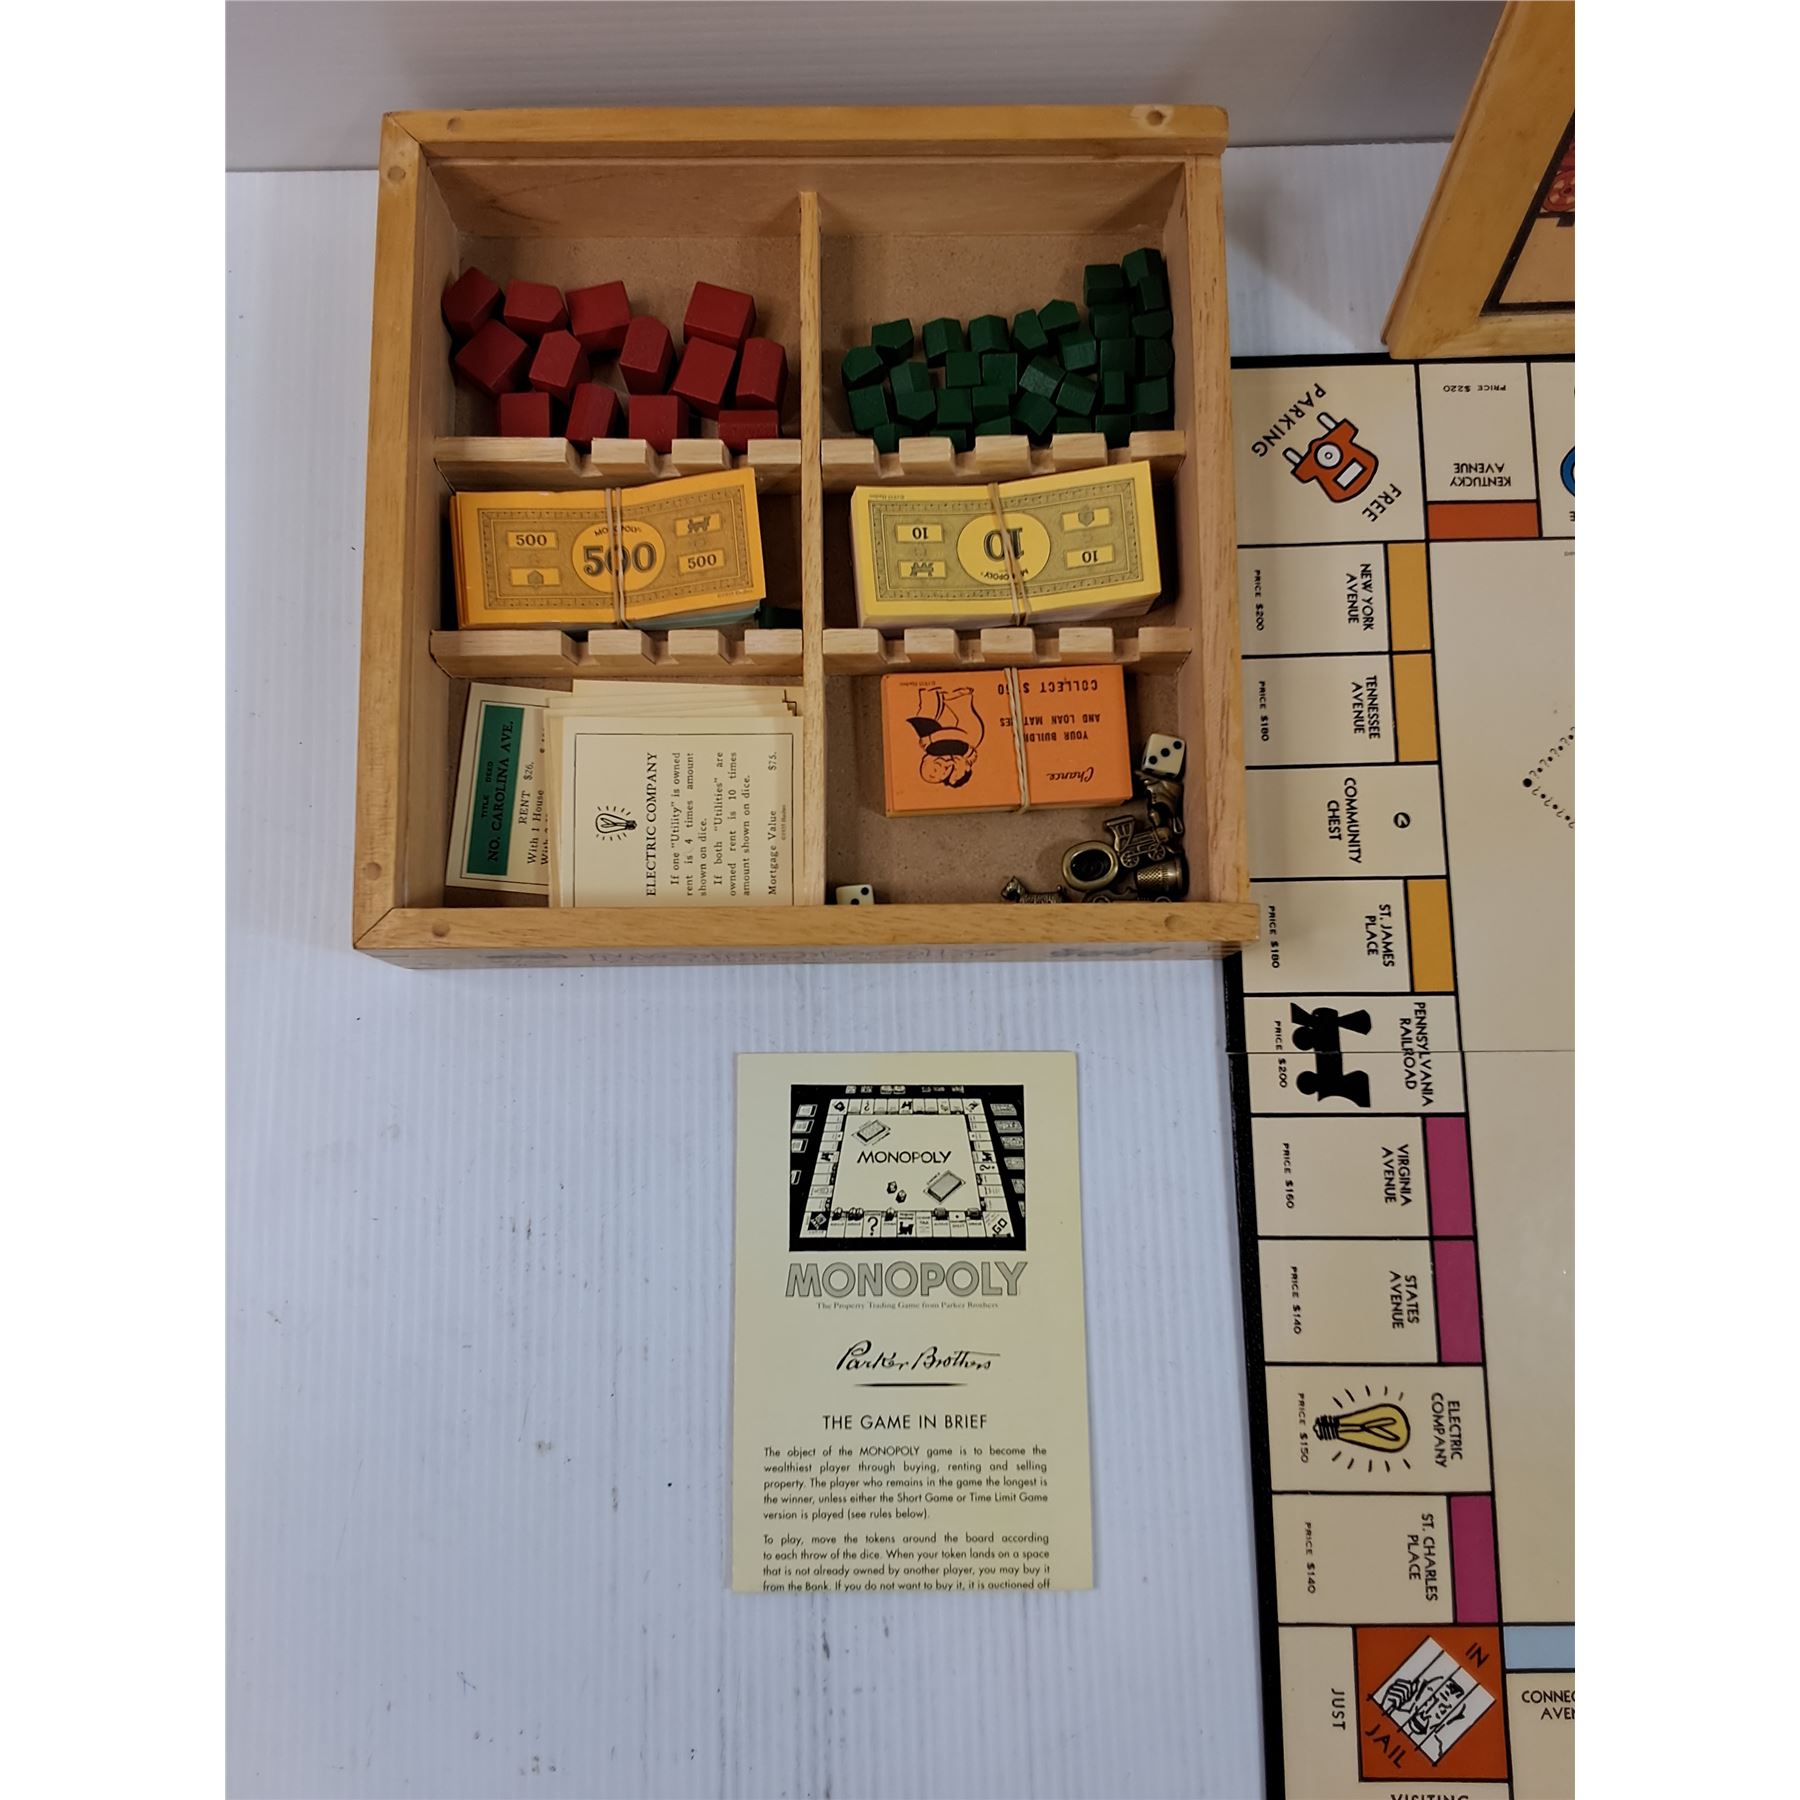 500
MONOPOLY
500
500
10
10
10
MONOPOLY
TITLE DEED
NO. CAROLINA AVE.
RENT $26.
With 1 House
ELECTRIC COMPANY
If one "Utility" is owned
rent is 4 times amount
shown on dice.
If both "Utilities" are
owned rent is 10 times
amount shown on dice.
Mortgage Value $75.
Chance
YOUR BUILDING
AND LOAN MATURES
COLLECT $150
FREE
PARKING
KENTUCKY
AVENUE
PRICE $220
NEW YORK
AVENUE
PRICE $200
TENNESSEE
AVENUE
PRICE $180
COMMUNITY
CHEST
ST. JAMES
PLACE
PRICE $180
PENNSYLVANIA
RAILROAD
PRICE $200
VIRGINIA
AVENUE
PRICE $160
STATES
AVENUE
PRICE $140
ELECTRIC
COMPANY
PRICE $150
ST. CHARLES
PLACE
PRICE $140
IN
JAIL
JUST
VISITING
CONNEC
AVEN
MONOPOLY
GO
MONOPOLY
The Property Trading Game from Parker Brothers
Parker Brothers
THE GAME IN BRIEF
The object of the MONOPOLY game is to become the
wealthiest player through buying, renting and selling
property. The player who remains in the game the longest is
the winner, unless either the Short Game or Time Limit Game
version is played (see rules below).
To play, move the tokens around the board according
to each throw of the dice. When your token lands on a space
that is not already owned by another player, you may buy it
from the Bank. If you do not want to buy it, it is auctioned off